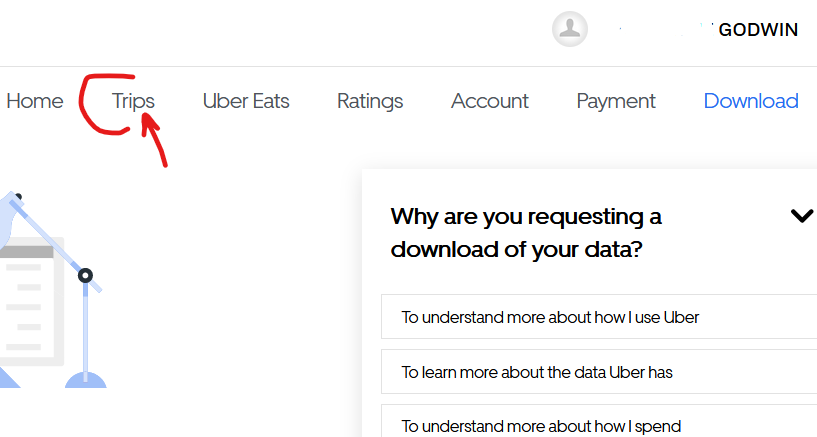 GODWIN
Home Trips Uber Eats Ratings Account Payment Download
Why are you requesting a
download of your data?
To understand more about how I use Uber
To learn more about the data Uber has
To understand more about how I spend